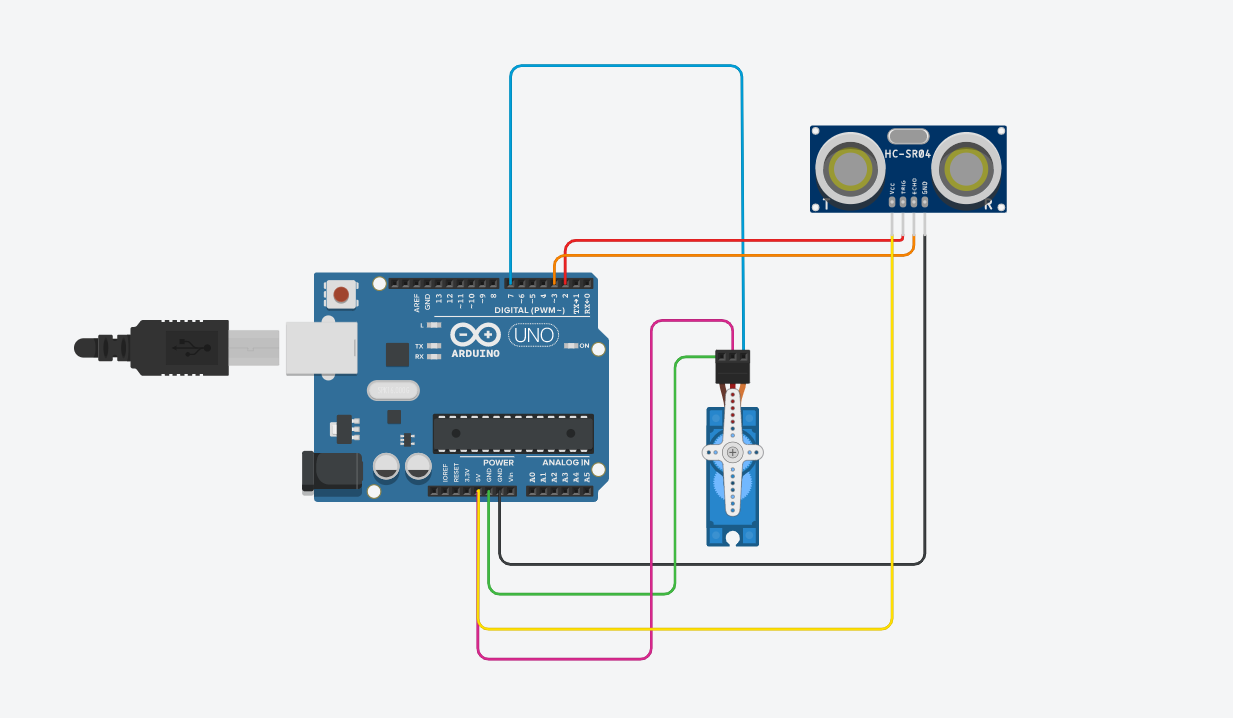 HC-SR04
VCC
TRIG
ECHO
GND
T
R
AREF
GND
13
12
~11
~10
~9
8
7
~6
~5
4
~3
2
TX→1
RX←0
DIGITAL (PWM~)
L
TX
RX
UNO
ARDUINO
ON
POWER
ANALOG IN
IOREF
RESET
3.3V
5V
GND
GND
Vin
A0
A1
A2
A3
A4
A5